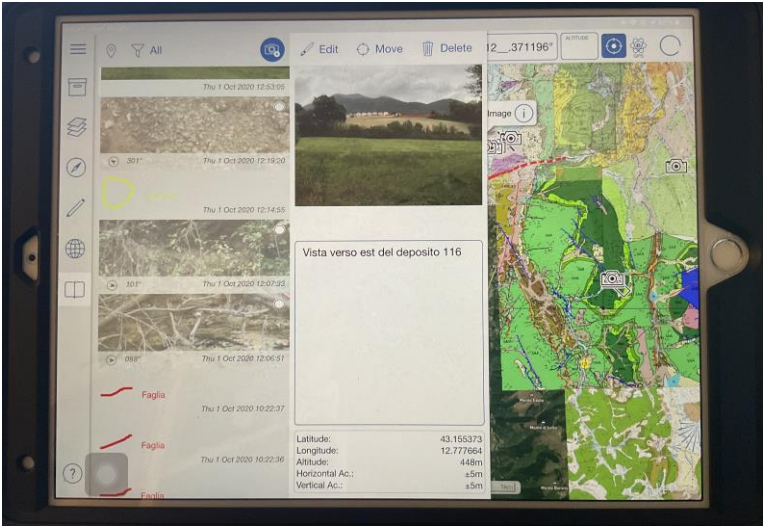 All
Thu 1 Oct 2020 12:53:05
301°
Thu 1 Oct 2020 12:19:20
Thu 1 Oct 2020 12:14:55
101°
Thu 1 Oct 2020 12:07:33
088°
Thu 1 Oct 2020 12:06:51
Faglia
Thu 1 Oct 2020 10:22:37
Faglia
Thu 1 Oct 2020 10:22:36
Faglia
?
Edit
Move
Delete
Vista verso est del deposito 116
Latitude: 43.155373
Longitude: 12.777664
Altitude: 448m
Horizontal Ac.: ±5m
Vertical Ac.: ±5m
12__.371196°
ALTITUDE
GPS
Image
i